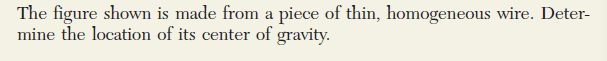 The figure shown is made from a piece of thin, homogeneous wire. Deter-
mine the location of its center of gravity.